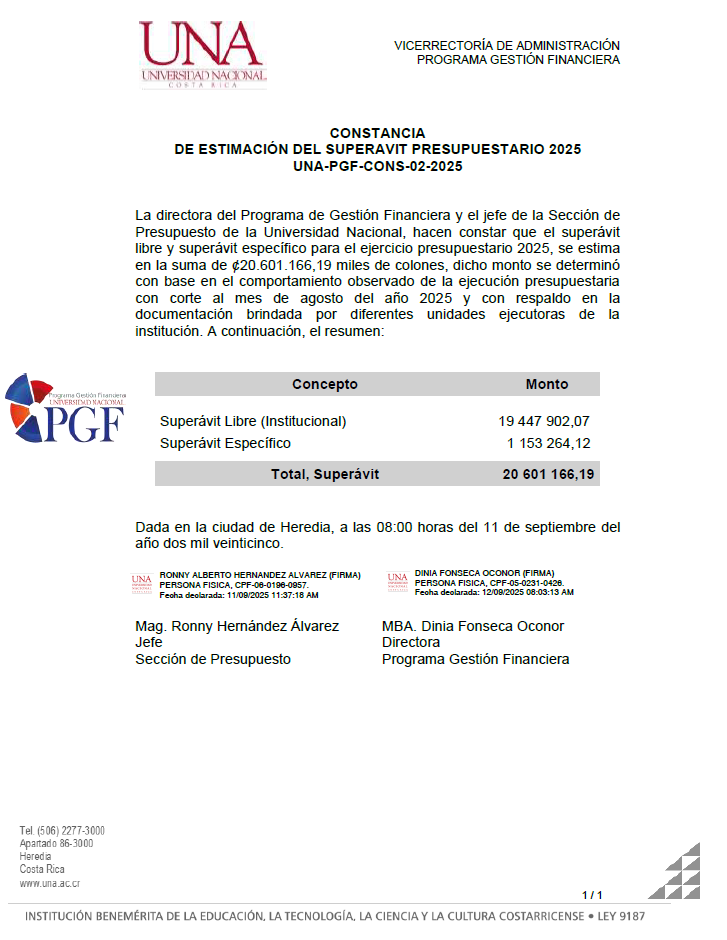 UNA
UNIVERSIDAD NACIONAL
COSTA RICA
VICERRECTORÍA DE ADMINISTRACIÓN
PROGRAMA GESTIÓN FINANCIERA
CONSTANCIA
DE ESTIMACIÓN DEL SUPERAVIT PRESUPUESTARIO 2025
UNA-PGF-CONS-02-2025
La directora del Programa de Gestión Financiera y el jefe de la Sección de
Presupuesto de la Universidad Nacional, hacen constar que el superávit
libre y superávit específico para el ejercicio presupuestario 2025, se estima
en la suma de ¢20.601.166,19 miles de colones, dicho monto se determinó
con base en el comportamiento observado de la ejecución presupuestaria
con corte al mes de agosto del año 2025 y con respaldo en la
documentación brindada por diferentes unidades ejecutoras de la
institución. A continuación, el resumen:
Programa Gestión Financiera
UNIVERSIDAD NACIONAL
PGF
Concepto Monto
Superávit Libre (Institucional) 19 447 902,07
Superávit Específico 1 153 264,12
Total, Superávit 20 601 166,19
Dada en la ciudad de Heredia, a las 08:00 horas del 11 de septiembre del
año dos mil veinticinco.
UNA
RONNY ALBERTO HERNANDEZ ALVAREZ (FIRMA)
PERSONA FISICA, CPF-06-0196-0957.
Fecha declarada: 11/09/2025 11:37:18 AM
UNA
DINIA FONSECA OCONOR (FIRMA)
PERSONA FISICA, CPF-05-0231-0426.
Fecha declarada: 12/09/2025 08:03:13 AM
Mag. Ronny Hernández Álvarez
Jefe
Sección de Presupuesto
MBA. Dinia Fonseca Oconor
Directora
Programa Gestión Financiera
Tel. (506) 2277-3000
Apartado 86-3000
Heredia
Costa Rica
www.una.ac.cr
1 / 1
INSTITUCIÓN BENEMÉRITA DE LA EDUCACIÓN, LA TECNOLOGÍA, LA CIENCIA Y LA CULTURA COSTARRICENSE • LEY 9187